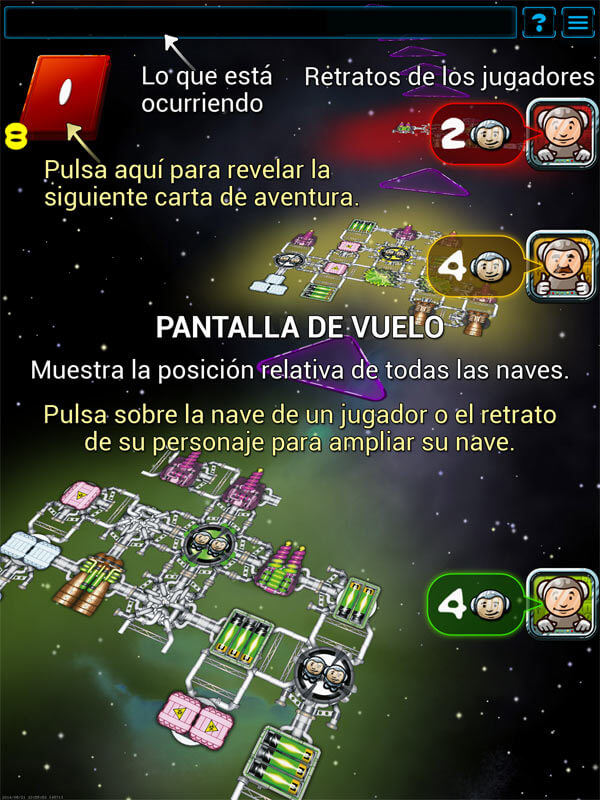 ?
Lo que está
ocurriendo
Retratos de los jugadores
8
2
Pulsa aquí para revelar la
siguiente carta de aventura.
4
PANTALLA DE VUELO
Muestra la posición relativa de todas las naves.
Pulsa sobre la nave de un jugador o el retrato
de su personaje para ampliar su nave.
4